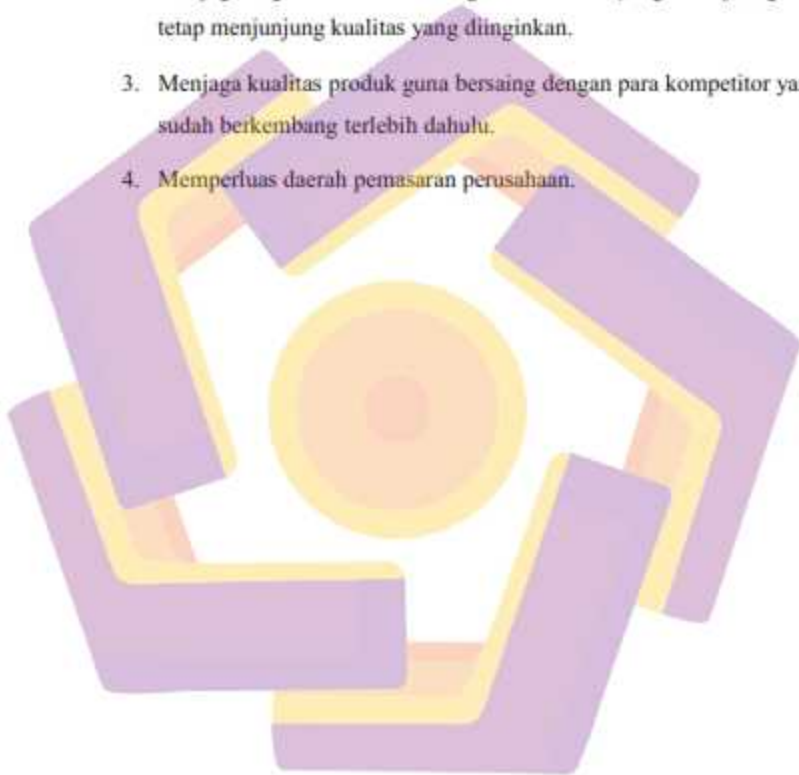 tetap menjunjung kualitas yang diinginkan.
3. Menjaga kualitas produk guna bersaing dengan para kompetitor ya
sudah berkembang terlebih dahulu.
4. Memperluas daerah pemasaran perusahaan.